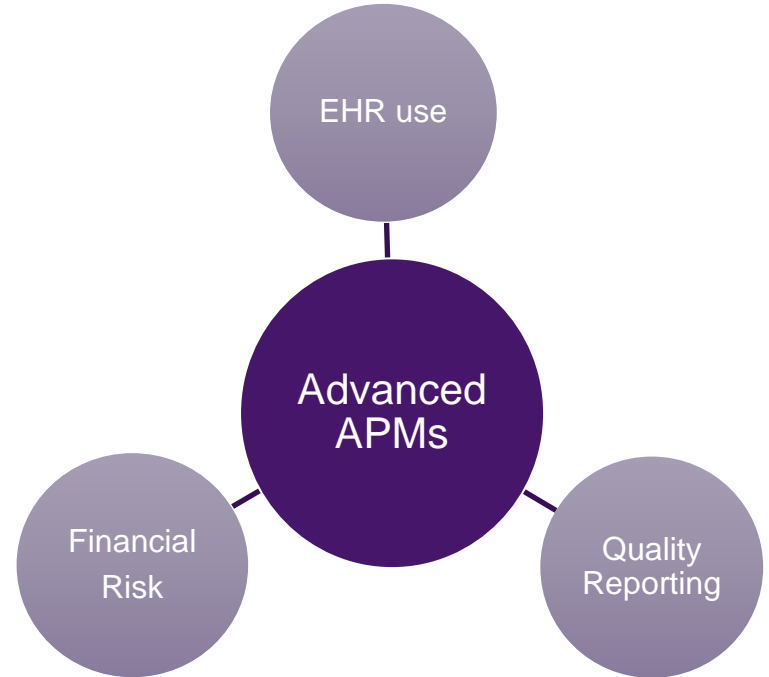 EHR use
Advanced
APMs
Financial
Risk
Quality
Reporting